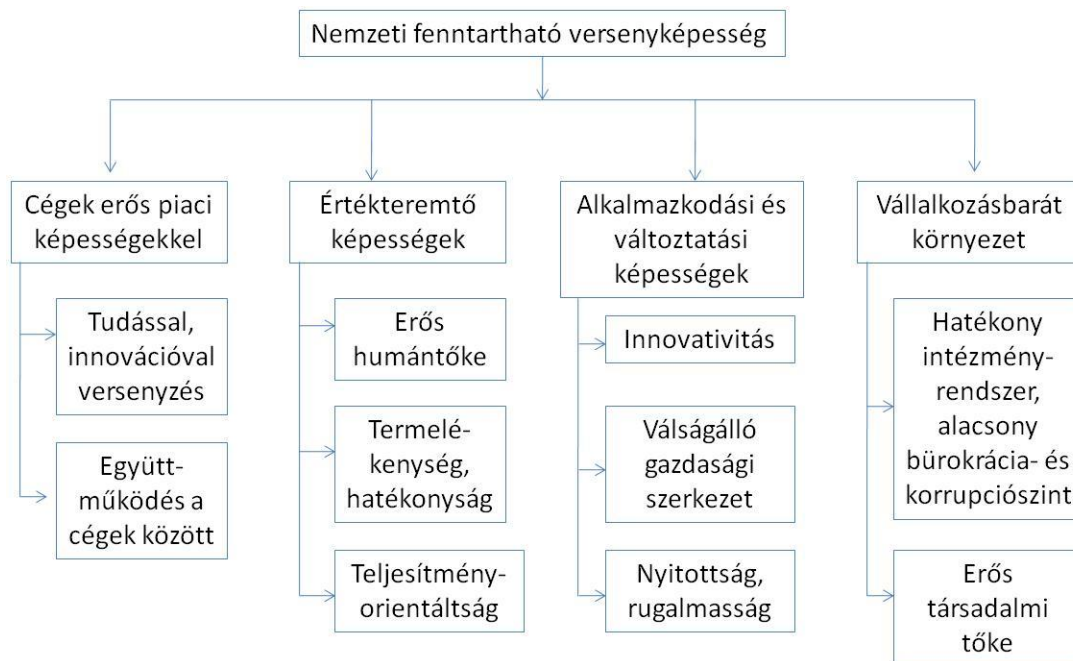 Nemzeti fenntartható versenyképesség
Cégek erős piaci
képességekkel
Tudással,
innovációval
versenyzés
Együtt-
működés a
cégek között
Értékteremtő
képességek
Erős
humántőke
Termelé-
kenység,
hatékonyság
Teljesítmény-
orientáltság
Alkalmazkodási és
változtatási
képességek
Innovativitás
Válságálló
gazdasági
szerkezet
Nyitottság,
rugalmasság
Vállalkozásbarát
környezet
Hatékony
intézmény-
rendszer,
alacsony
bürokrácia- és
korrupciószint
Erős
társadalmi
tőke